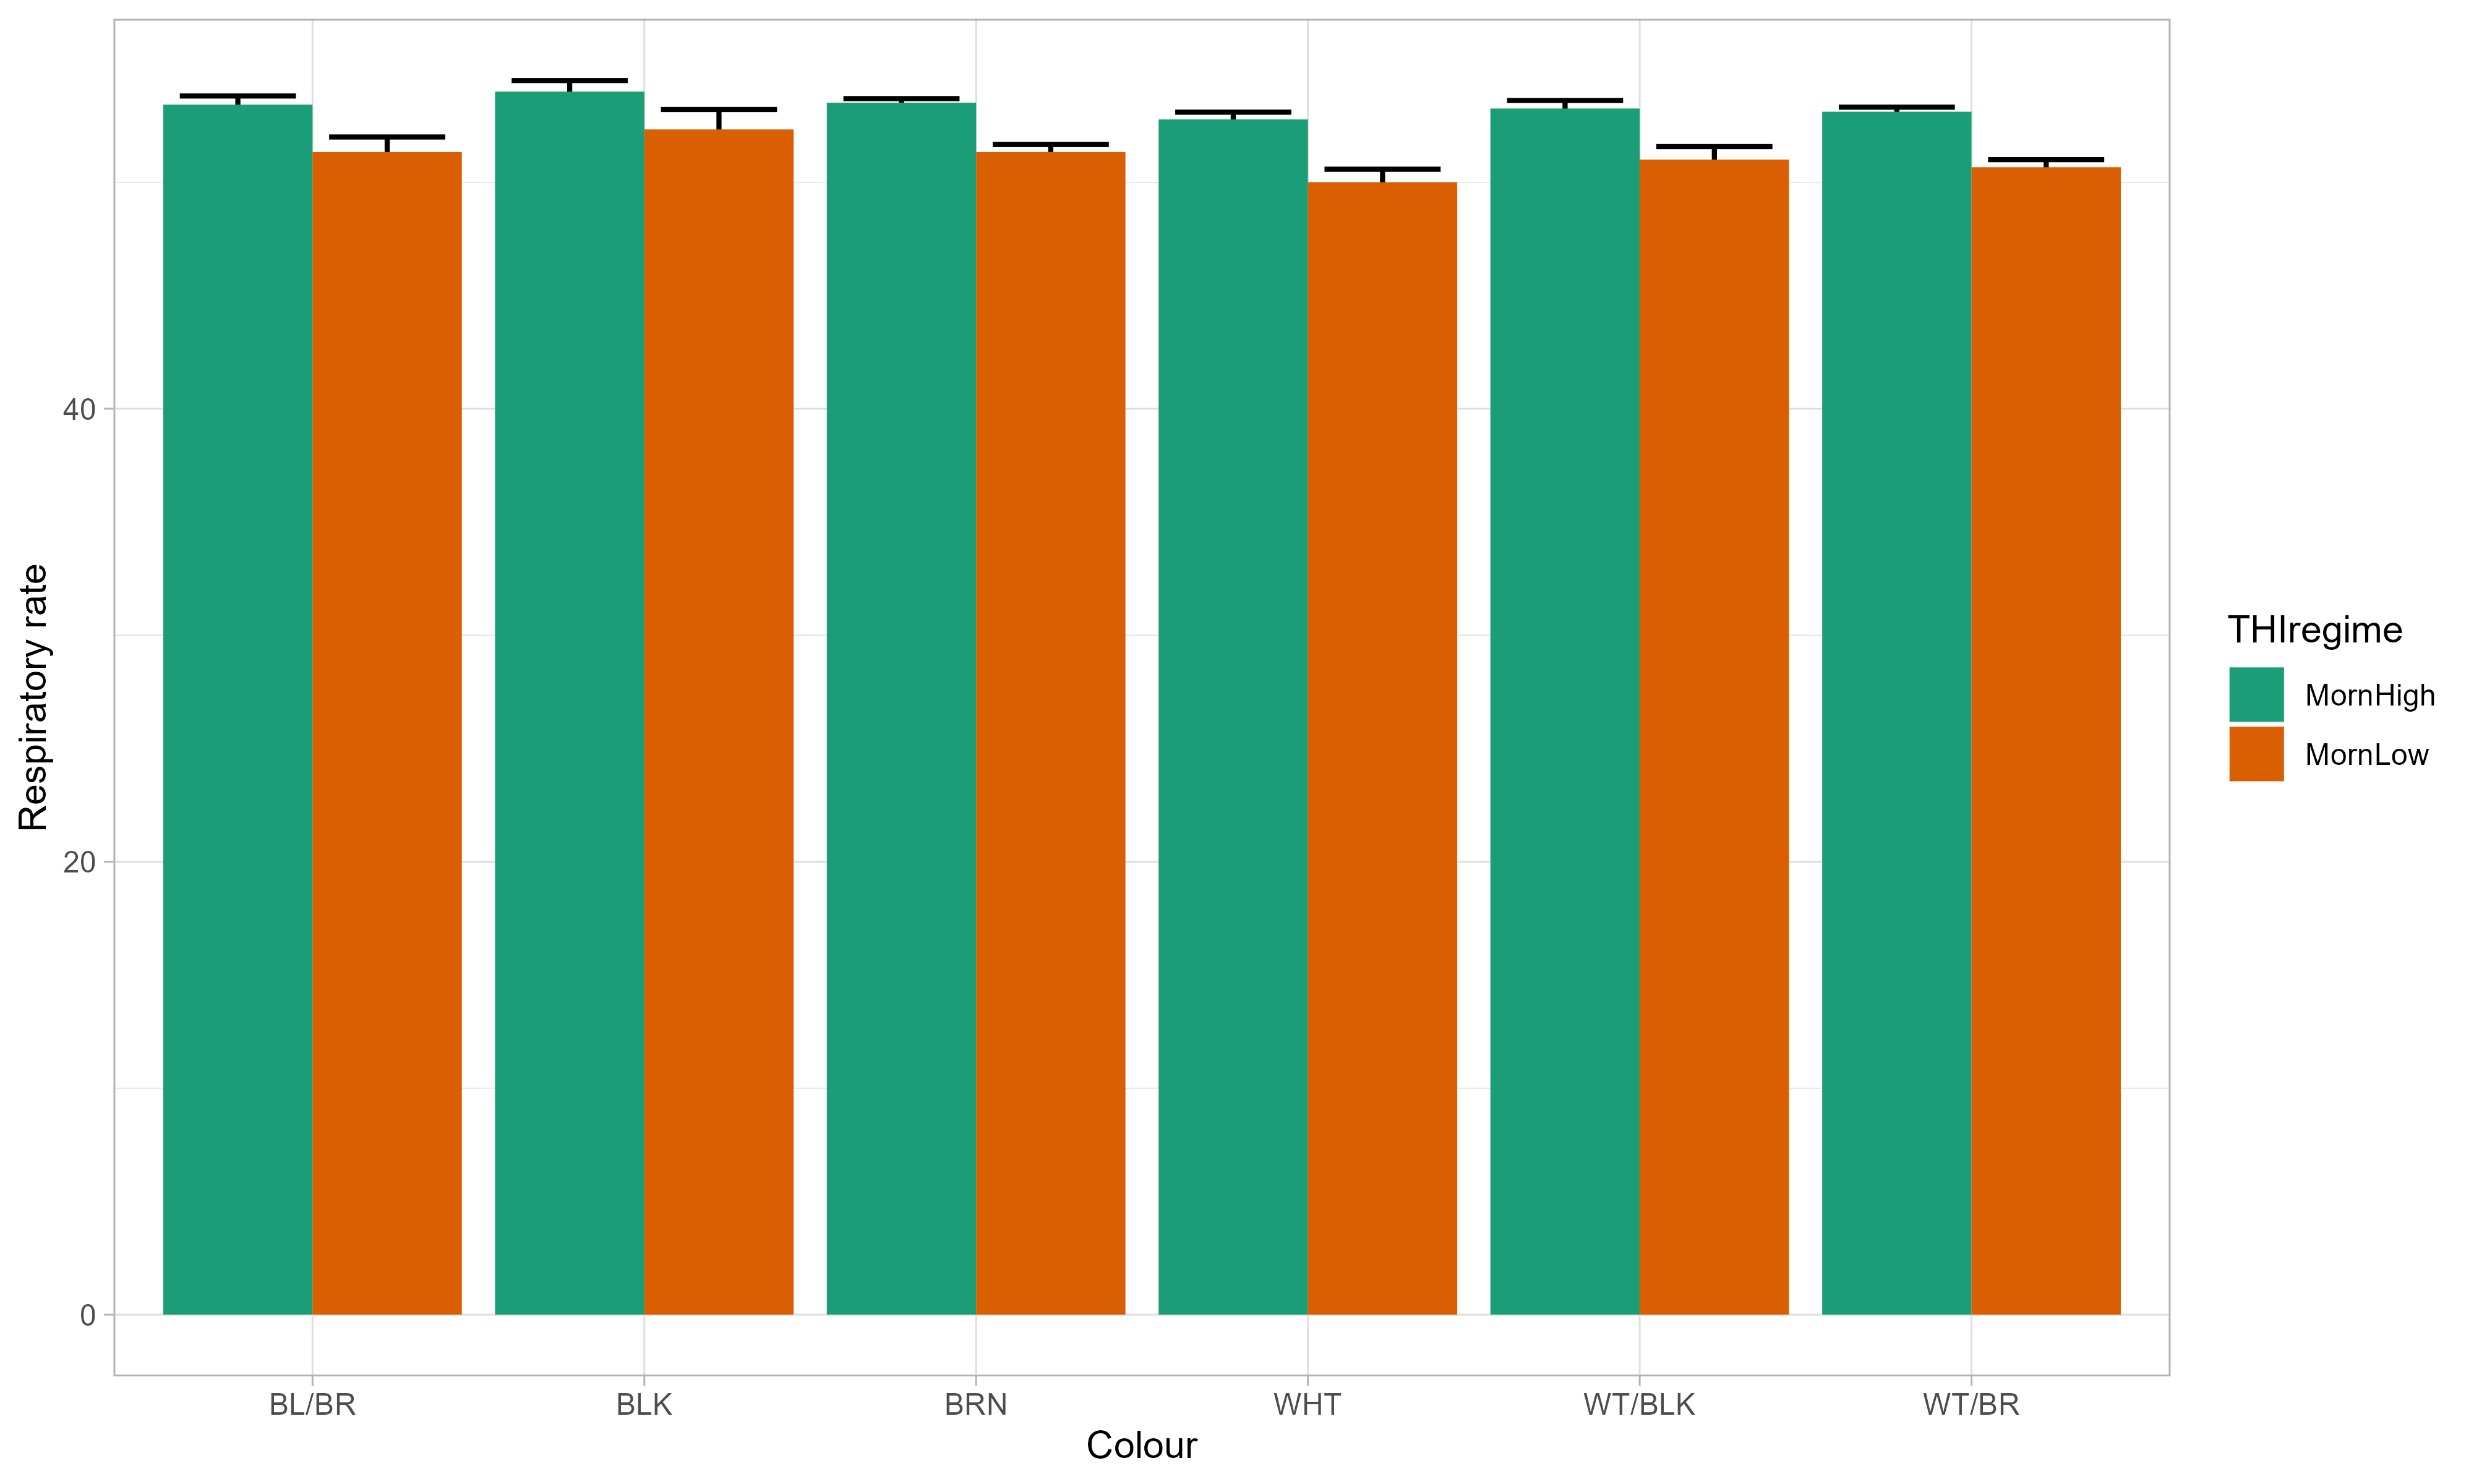 Respiratory rate
40
20
0
BL/BR
BLK
BRN
WHT
WT/BLK
WT/BR
Colour
THIregime
MornHigh
MornLow